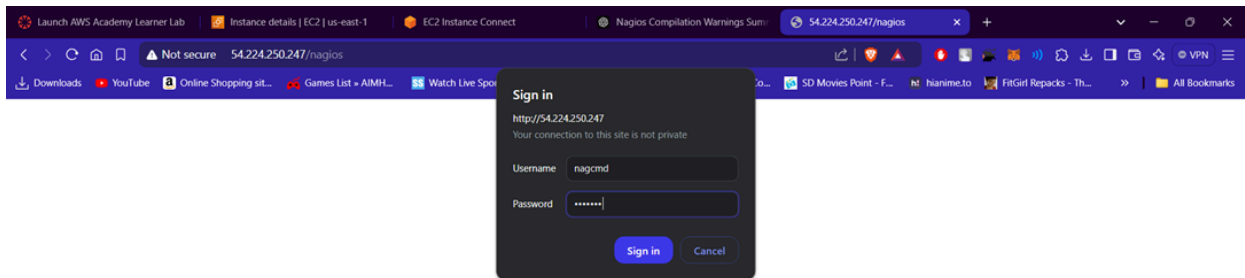 Launch AWS Academy Learner Lab
Instance details | EC2 | us-east-1
EC2 Instance Connect
Nagios Compilation Warnings Summ
54.224.250.247/nagios
Not secure 54.224.250.247/nagios
VPN
Downloads YouTube Online Shopping sit... Games List » AIMH... Watch Live Spo Co... SD Movies Point - F... hianime.to FitGirl Repacks - Th... » All Bookmarks
Sign in
http://54.224.250.247
Your connection to this site is not private
Username nagcmd
Password •••••••
Sign in Cancel